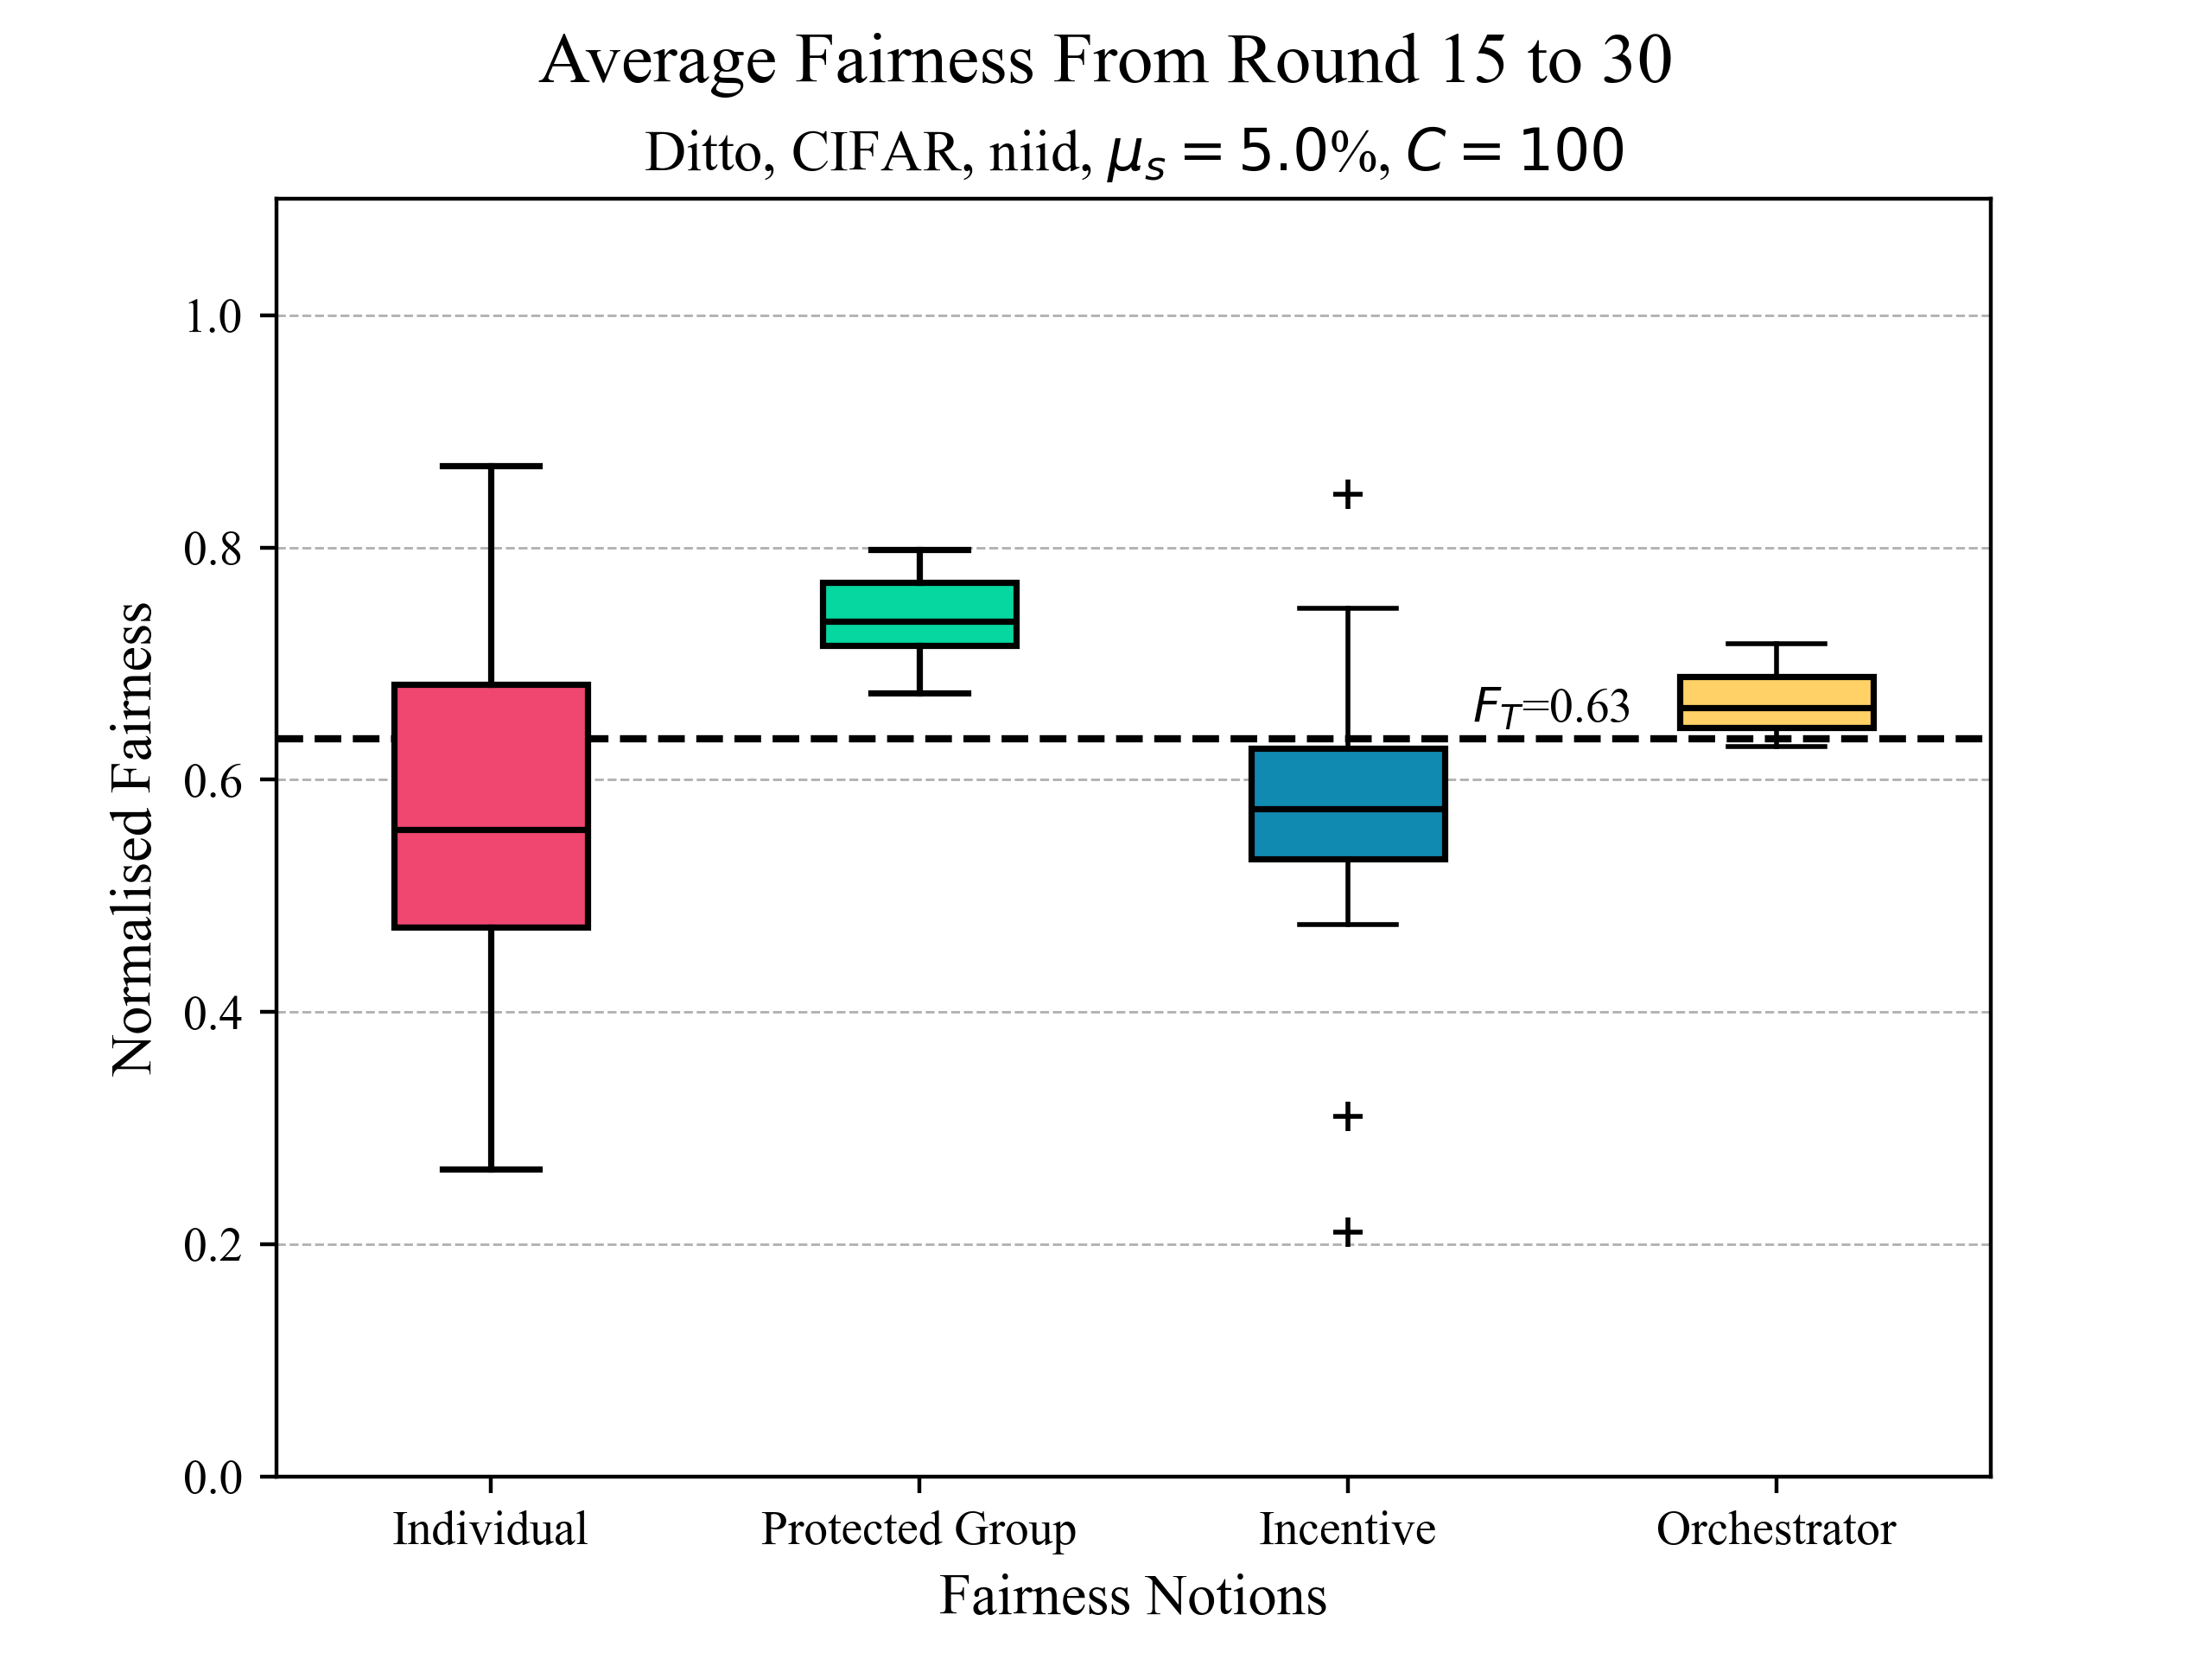 Average Fairness From Round 15 to 30
Ditto, CIFAR, niid, μ_s = 5.0%, C = 100
1.0
0.8
0.6
0.4
0.2
0.0
Normalised Fairness
F_T=0.63
Individual
Protected Group
Incentive
Orchestrator
Fairness Notions